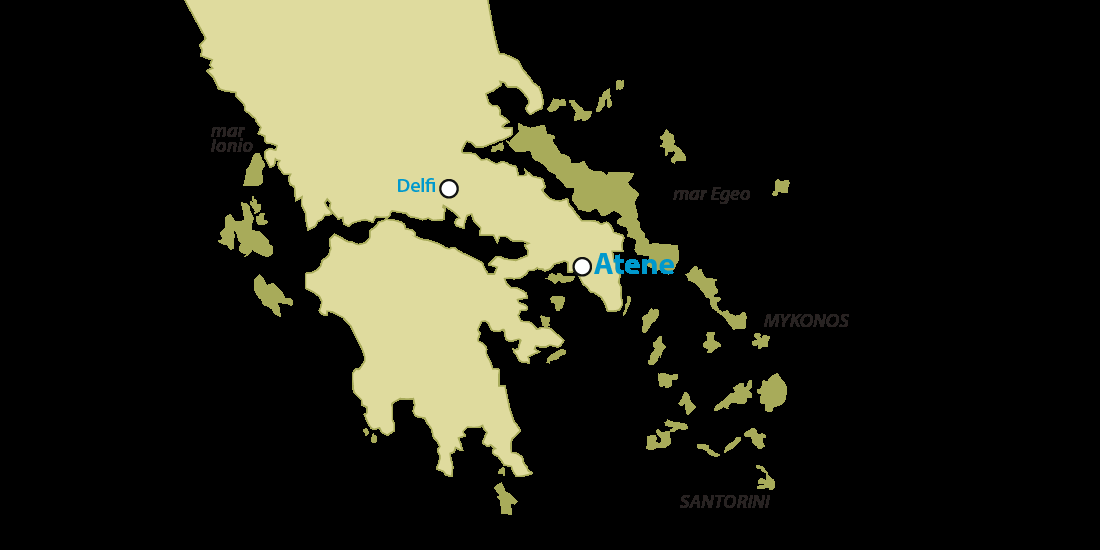 mar
Ionio
Delfi
mar Egeo
Atene
MYKONOS
SANTORINI